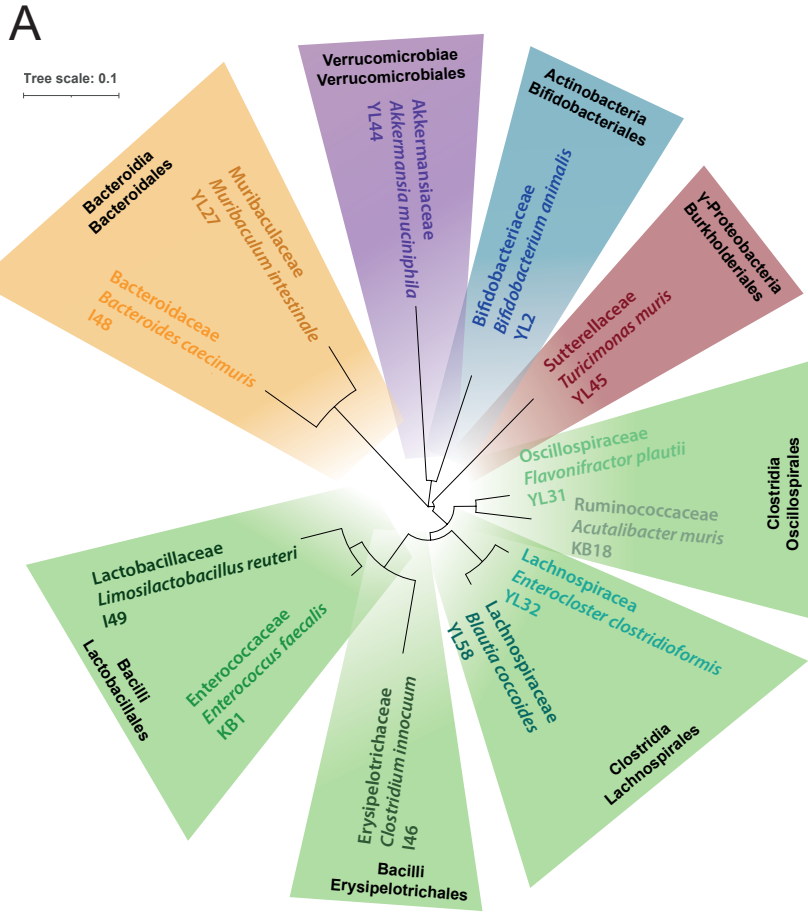 A
Tree scale: 0.1
Verrucomicrobiae
Verrucomicrobiales
Akkermansiaceae
Akkermansia muciniphila
YL44
Actinobacteria
Bifidobacteriales
Bifidobacteriaceae
Bifidobacterium animalis
YL2
γ-Proteobacteria
Burkholderiales
Sutterellaceae
Turicimonas muris
YL45
Clostridia
Oscillospirales
Oscillospiraceae
Flavonifractor plautii
YL31
Ruminococcaceae
Acutalibacter muris
KB18
Lachnospiracea
Enterocloster clostridioformis
YL32
Lachnospiraceae
Blautia coccoides
YL58
Clostridia
Lachnospirales
Erysipelotrichaceae
Clostridium innocuum
I46
Bacilli
Erysipelotrichales
Enterococcaceae
Enterococcus faecalis
KB1
Lactobacillaceae
Limosilactobacillus reuteri
I49
Bacilli
Lactobacillales
Bacteroidaceae
Bacteroides caecimuris
I48
Muribaculaceae
Muribaculum intestinale
YL27
Bacteroidia
Bacteroidales